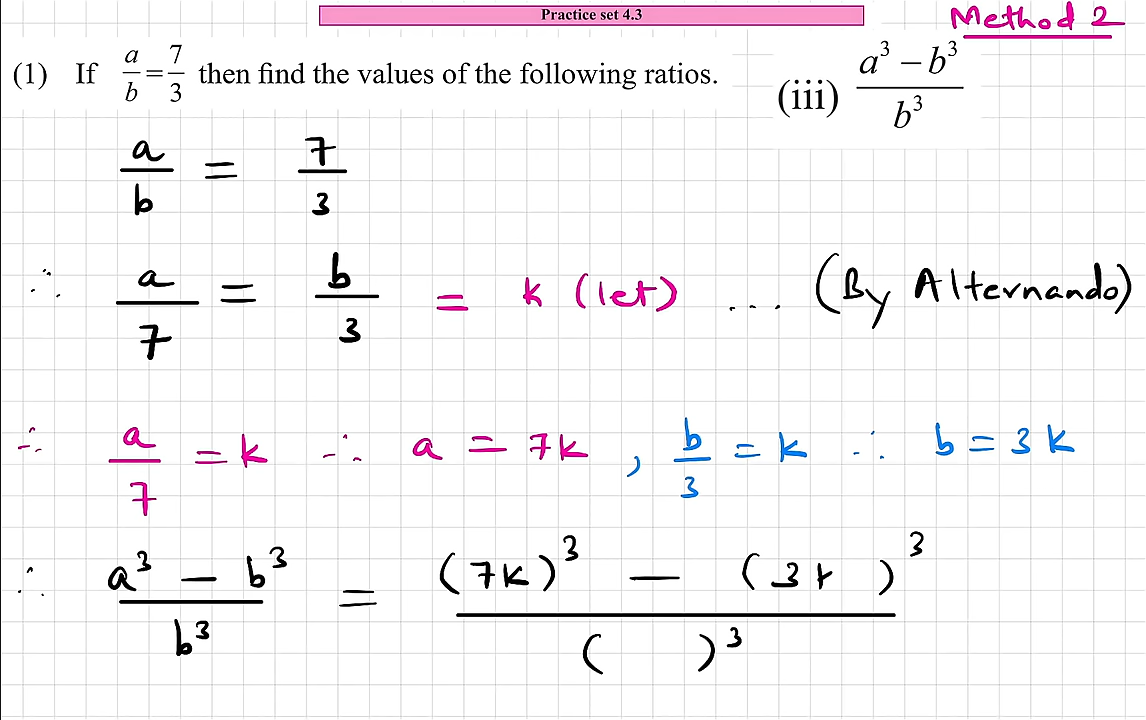 Practice set 4.3
Method 2
(1) If a/b = 7/3 then find the values of the following ratios. (iii) (a³ − b³)/b³
a/b = 7/3
∴ a/7 = b/3 = k (let) ... (By Alternando)
∴ a/7 = k ∴ a = 7k , b/3 = k ∴ b = 3k
∴ (a³ − b³)/b³ = ((7k)³ − (3k)³)/( )³